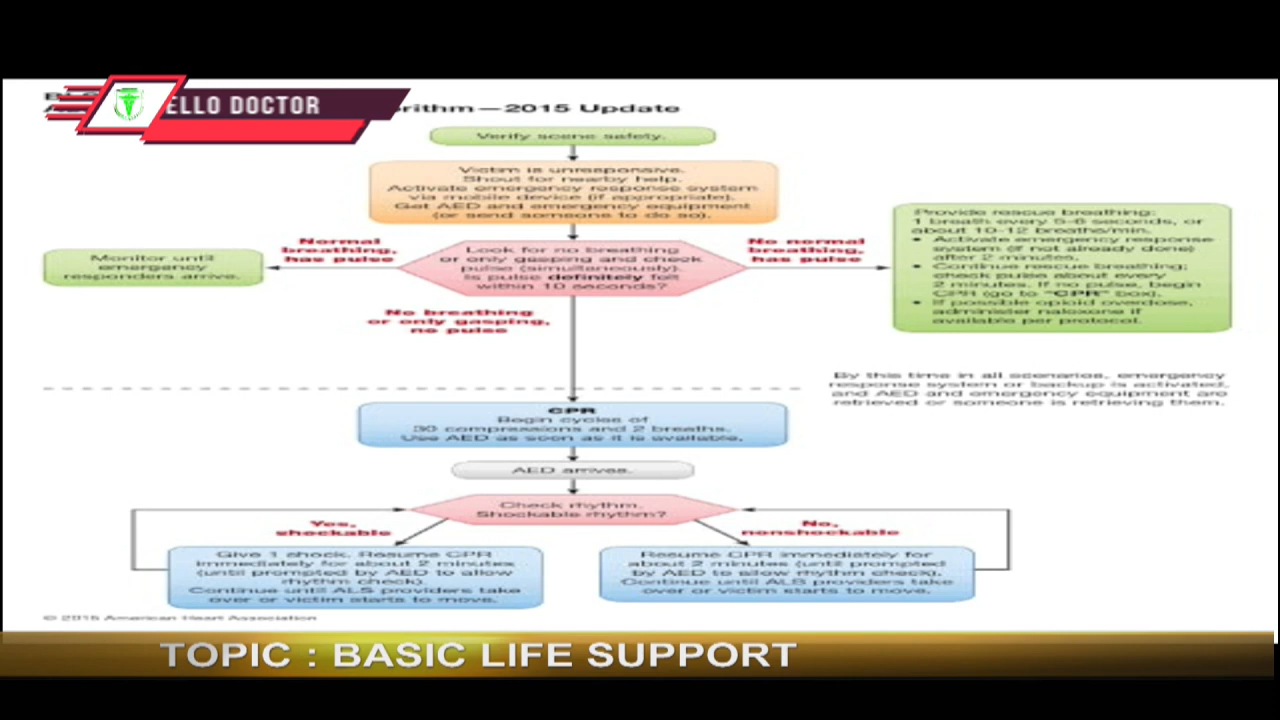 ELLO DOCTOR
rithm—2015 Update
Verify scene safety.
Victim is unresponsive.
Shout for nearby help.
Activate emergency response system
via mobile device (if appropriate).
Get AED and emergency equipment
(or send someone to do so).
Normal
breathing,
has pulse
Look for no breathing
or only gasping and check
pulse (simultaneously).
Is pulse definitely felt
within 10 seconds?
No normal
breathing,
has pulse
Monitor until
emergency
responders arrive.
Provide rescue breathing:
1 breath every 5-6 seconds, or
about 10-12 breaths/min.
• Activate emergency response
system (if not already done)
after 2 minutes.
• Continue rescue breathing;
check pulse about every
2 minutes. If no pulse, begin
CPR (go to "CPR" box).
• If possible opioid overdose,
administer naloxone if
available per protocol.
No breathing
or only gasping,
no pulse
By this time in all scenarios, emergency
response system or backup is activated,
and AED and emergency equipment are
retrieved or someone is retrieving them.
CPR
Begin cycles of
30 compressions and 2 breaths.
Use AED as soon as it is available.
AED arrives.
Check rhythm.
Shockable rhythm?
Yes,
shockable
No,
nonshockable
Give 1 shock. Resume CPR
immediately for about 2 minutes
(until prompted by AED to allow
rhythm check).
Continue until ALS providers take
over or victim starts to move.
Resume CPR immediately for
about 2 minutes (until prompted
by AED to allow rhythm check).
Continue until ALS providers take
over or victim starts to move.
© 2015 American Heart Association
TOPIC : BASIC LIFE SUPPORT